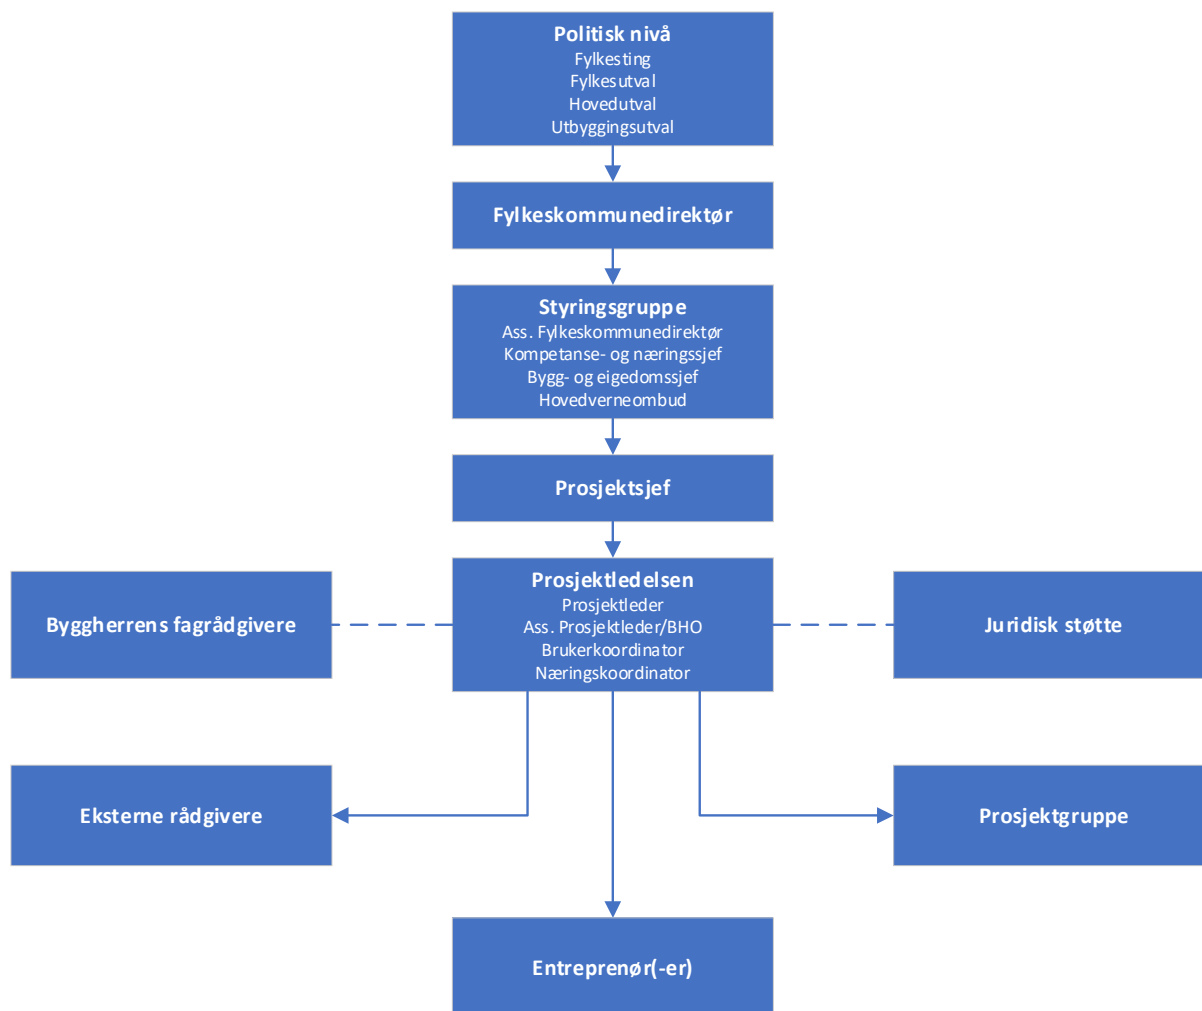 Politisk nivå
Fylkesting
Fylkesutval
Hovedutval
Utbyggingsutval
Fylkeskommunedirektør
Styringsgruppe
Ass. Fylkeskommunedirektør
Kompetanse- og næringssjef
Bygg- og eigedomssjef
Hovedverneombud
Prosjektsjef
Prosjektledelsen
Prosjektleder
Ass. Prosjektleder/BHO
Brukerkoordinator
Næringskoordinator
Byggherrens fagrådgivere
Juridisk støtte
Eksterne rådgivere
Prosjektgruppe
Entreprenør(-er)